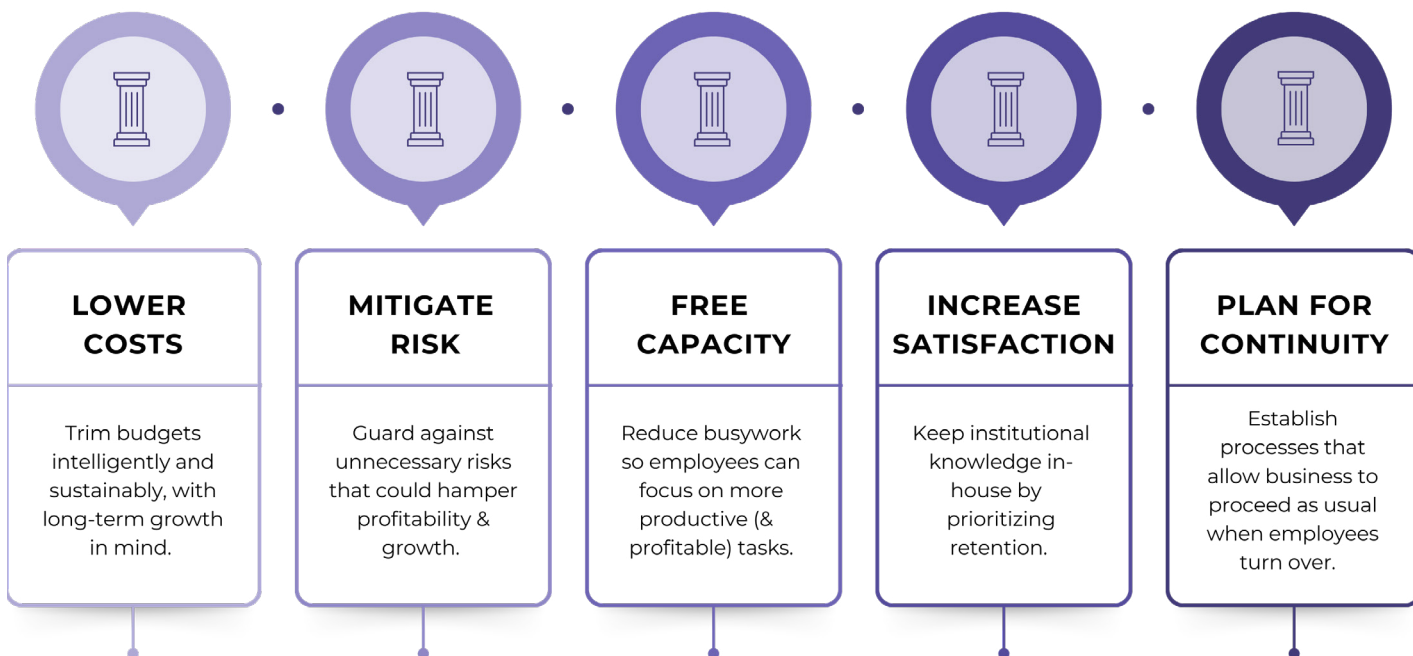 LOWER
COSTS
Trim budgets
intelligently and
sustainably, with
long-term growth
in mind.
MITIGATE
RISK
Guard against
unnecessary risks
that could hamper
profitability &
growth.
FREE
CAPACITY
Reduce busywork
so employees can
focus on more
productive (&
profitable) tasks.
INCREASE
SATISFACTION
Keep institutional
knowledge in-
house by
prioritizing
retention.
PLAN FOR
CONTINUITY
Establish
processes that
allow business to
proceed as usual
when employees
turn over.